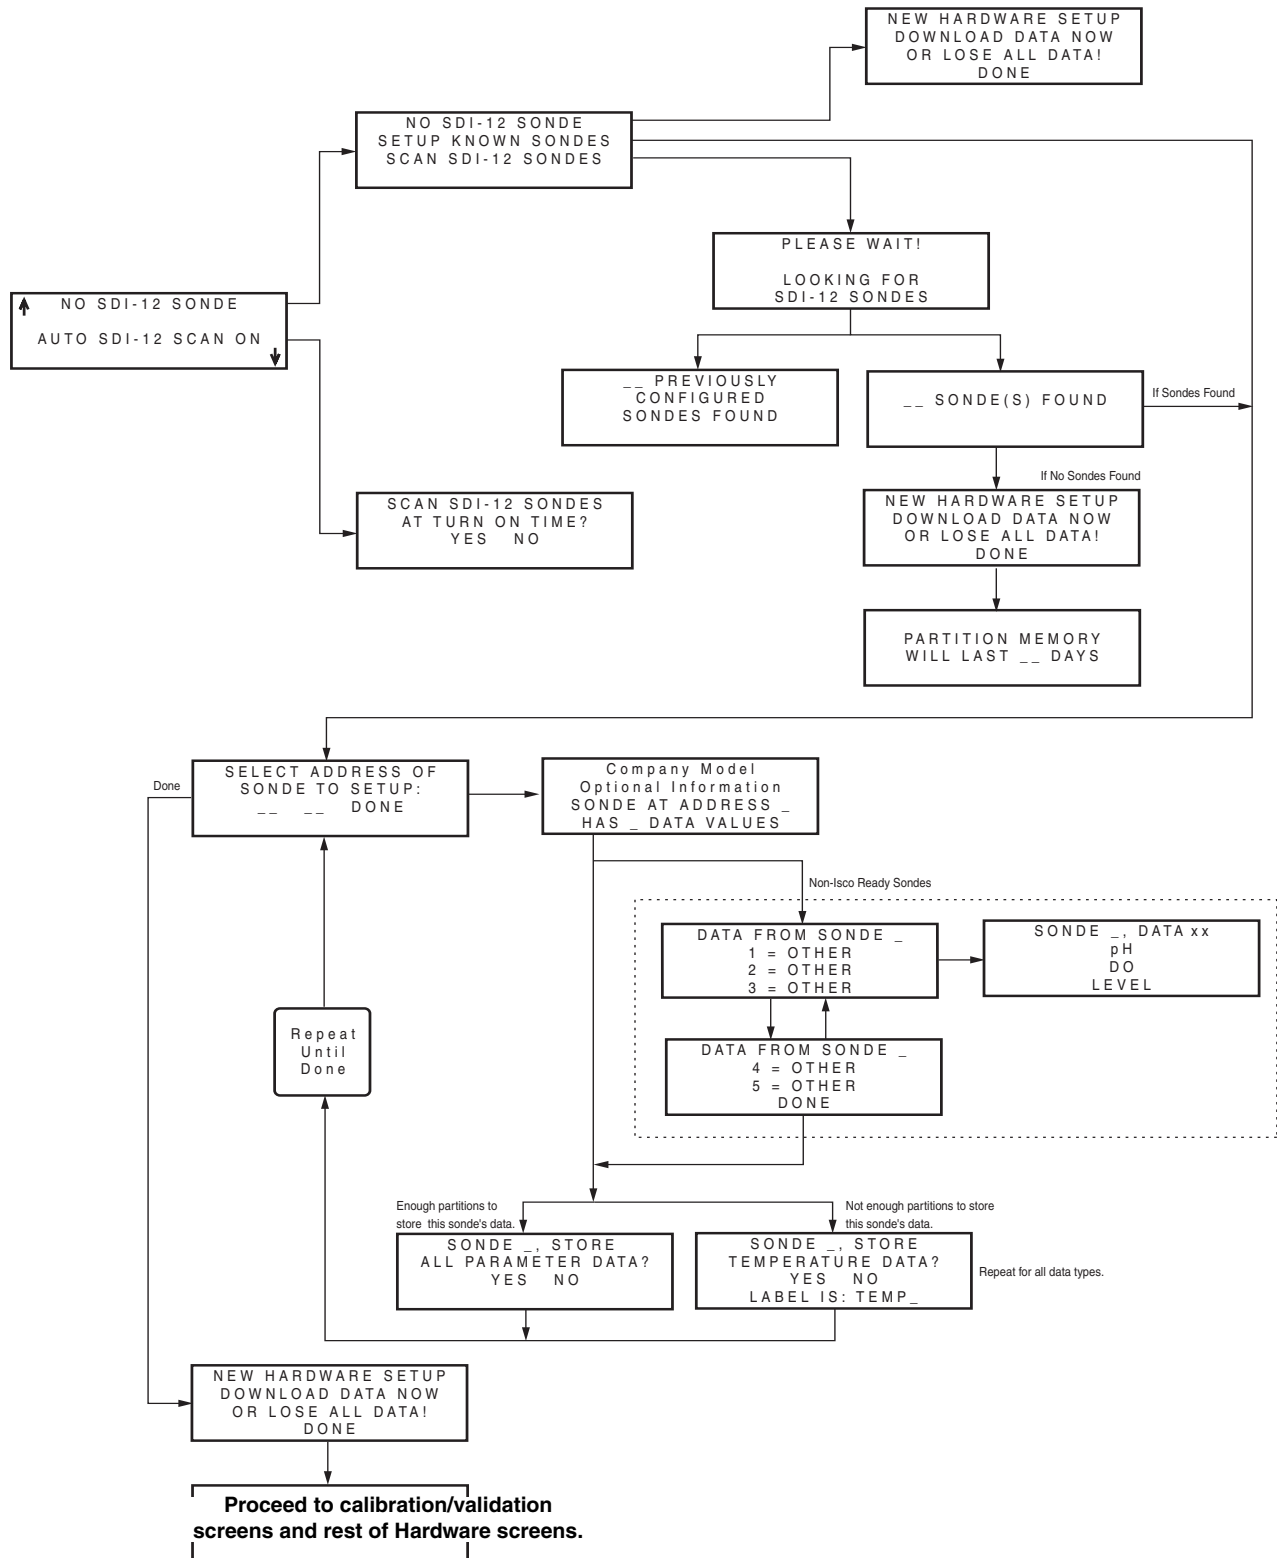 NEW HARDWARE SETUP
DOWNLOAD DATA NOW
OR LOSE ALL DATA!
DONE
NO SDI-12 SONDE
SETUP KNOWN SONDES
SCAN SDI-12 SONDES
PLEASE WAIT!
LOOKING FOR
SDI-12 SONDES
NO SDI-12 SONDE
AUTO SDI-12 SCAN ON
__ PREVIOUSLY
CONFIGURED
SONDES FOUND
__ SONDE(S) FOUND
If Sondes Found
If No Sondes Found
SCAN SDI-12 SONDES
AT TURN ON TIME?
YES NO
NEW HARDWARE SETUP
DOWNLOAD DATA NOW
OR LOSE ALL DATA!
DONE
PARTITION MEMORY
WILL LAST __ DAYS
Done
SELECT ADDRESS OF
SONDE TO SETUP:
__ __ DONE
Company Model
Optional Information
SONDE AT ADDRESS _
HAS _ DATA VALUES
Non-Isco Ready Sondes
DATA FROM SONDE _
1 = OTHER
2 = OTHER
3 = OTHER
SONDE _, DATA xx
pH
DO
LEVEL
Repeat
Until
Done
DATA FROM SONDE _
4 = OTHER
5 = OTHER
DONE
Enough partitions to
store this sonde's data.
Not enough partitions to store
this sonde's data.
SONDE _, STORE
ALL PARAMETER DATA?
YES NO
SONDE _, STORE
TEMPERATURE DATA?
YES NO
LABEL IS: TEMP_
Repeat for all data types.
NEW HARDWARE SETUP
DOWNLOAD DATA NOW
OR LOSE ALL DATA!
DONE
Proceed to calibration/validation
screens and rest of Hardware screens.